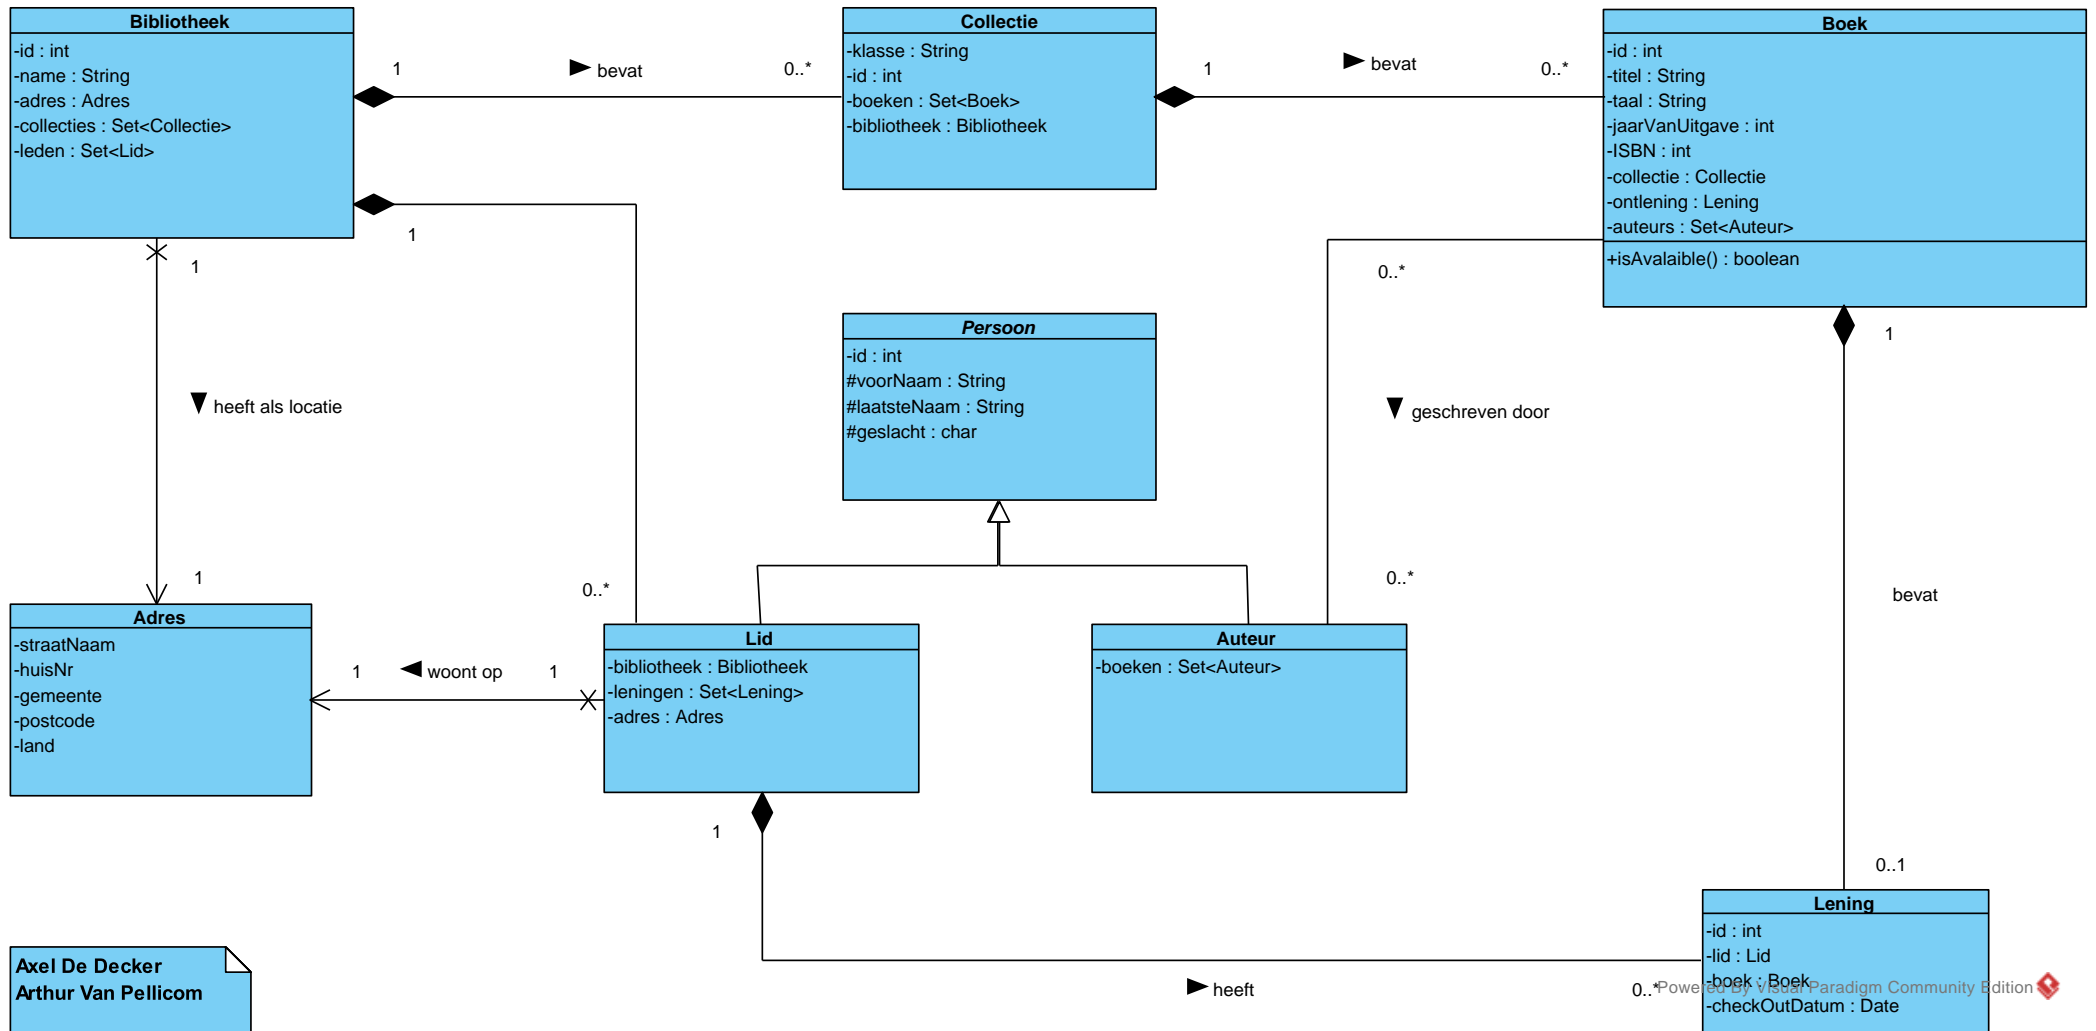 Bibliotheek
-id : int
-name : String
-adres : Adres
-collecties : Set<Collectie>
-leden : Set<Lid>
1
bevat
0..*
Collectie
-klasse : String
-id : int
-boeken : Set<Boek>
-bibliotheek : Bibliotheek
1
bevat
0..*
Boek
-id : int
-titel : String
-taal : String
-jaarVanUitgave : int
-ISBN : int
-collectie : Collectie
-ontlening : Lening
-auteurs : Set<Auteur>
+isAvalaible() : boolean
1
1
0..*
1
heeft als locatie
1
Persoon
-id : int
#voorNaam : String
#laatsteNaam : String
#geslacht : char
geschreven door
0..*
0..*
bevat
Adres
-straatNaam
-huisNr
-gemeente
-postcode
-land
1
woont op
1
Lid
-bibliotheek : Bibliotheek
-leningen : Set<Lening>
-adres : Adres
Auteur
-boeken : Set<Auteur>
1
0..1
heeft
0..*
Lening
-id : int
-lid : Lid
-boek : Boek
-checkOutDatum : Date
Axel De Decker
Arthur Van Pellicom
Powered By Visual Paradigm Community Edition